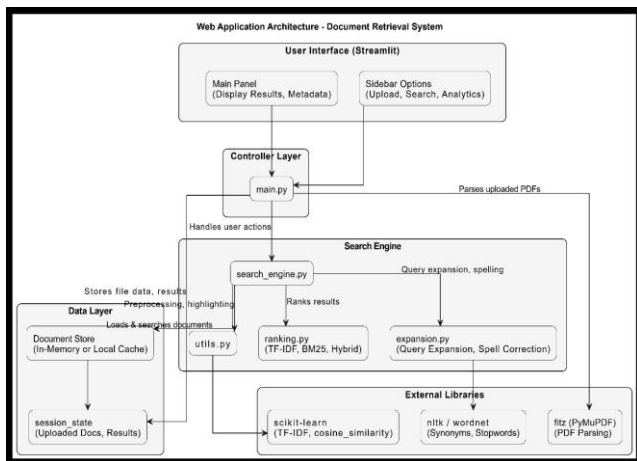 Web Application Architecture - Document Retrieval System
User Interface (Streamlit)
Main Panel
(Display Results, Metadata)
Sidebar Options
(Upload, Search, Analytics)
Controller Layer
main.py
Parses uploaded PDFs
Handles user actions
Search Engine
search_engine.py
Query expansion, spelling
Stores file data, results
Preprocessing, highlighting
Ranks results
Data Layer
Loads & searches documents
Document Store
(In-Memory or Local Cache)
utils.py
ranking.py
(TF-IDF, BM25, Hybrid)
expansion.py
(Query Expansion, Spell Correction)
External Libraries
session_state
(Uploaded Docs, Results)
scikit-learn
(TF-IDF, cosine_similarity)
nltk / wordnet
(Synonyms, Stopwords)
fitz (PyMuPDF)
(PDF Parsing)